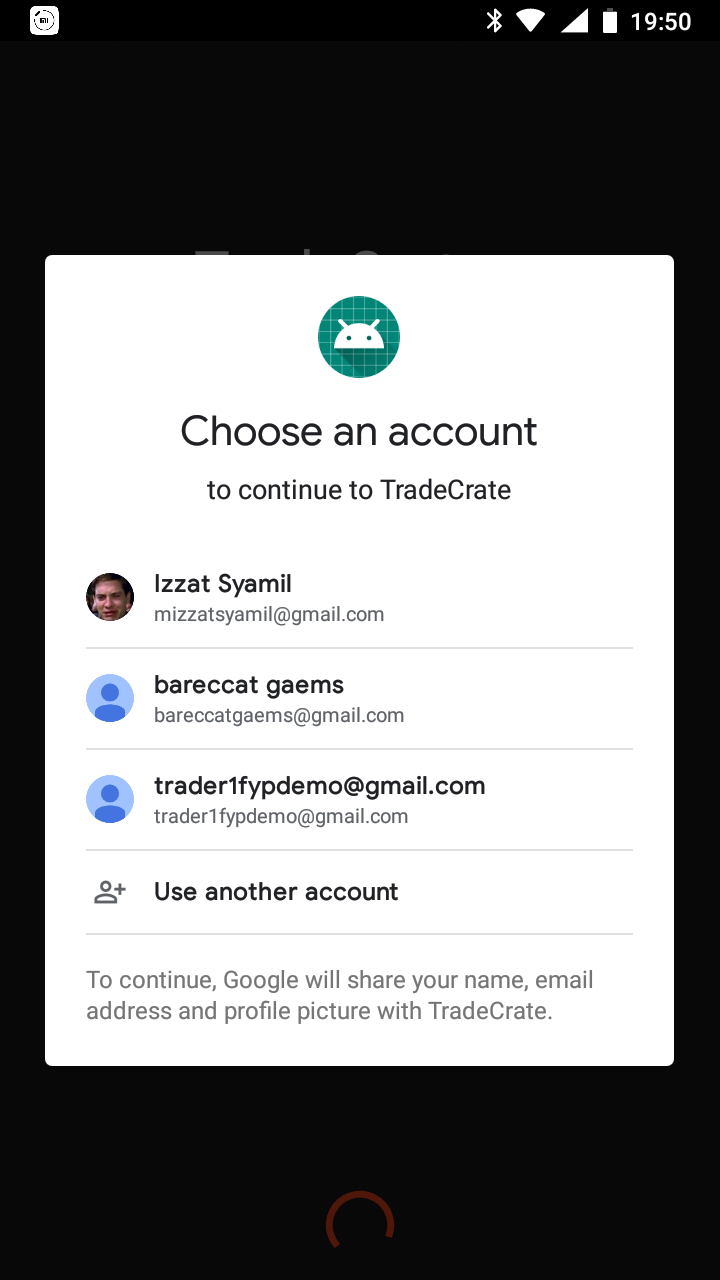 19:50
Choose an account
to continue to TradeCrate
Izzat Syamil
mizzatsyamil@gmail.com
bareccat gaems
bareccatgaems@gmail.com
trader1fypdemo@gmail.com
trader1fypdemo@gmail.com
Use another account
To continue, Google will share your name, email
address and profile picture with TradeCrate.